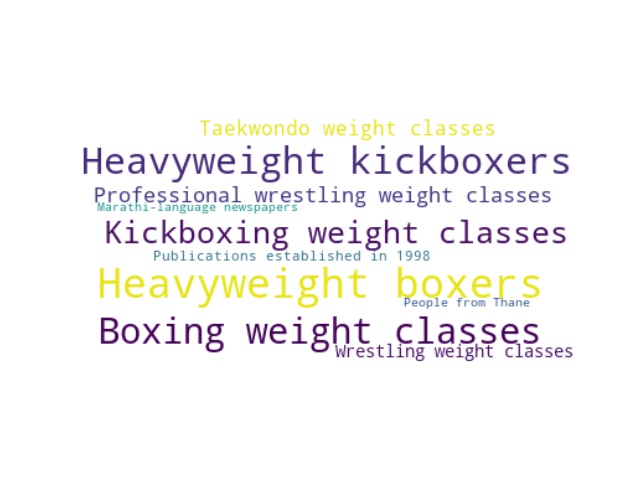 Taekwondo weight classes
Heavyweight kickboxers
Professional wrestling weight classes
Marathi-language newspapers
Kickboxing weight classes
Publications established in 1998
Heavyweight boxers
People from Thane
Boxing weight classes
Wrestling weight classes